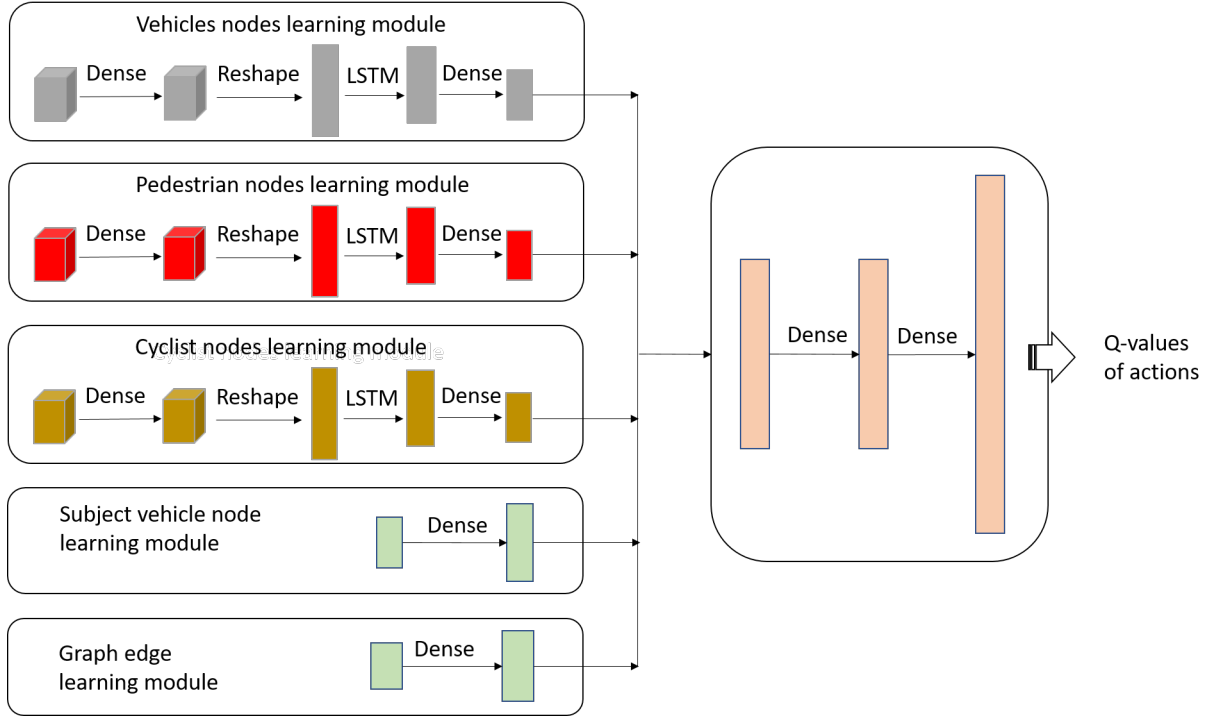 Vehicles nodes learning module
Dense Reshape LSTM Dense
Pedestrian nodes learning module
Dense Reshape LSTM Dense
Cyclist nodes learning module
Dense Reshape LSTM Dense
Subject vehicle node
learning module
Dense
Graph edge
learning module
Dense
Dense Dense
Q-values
of actions